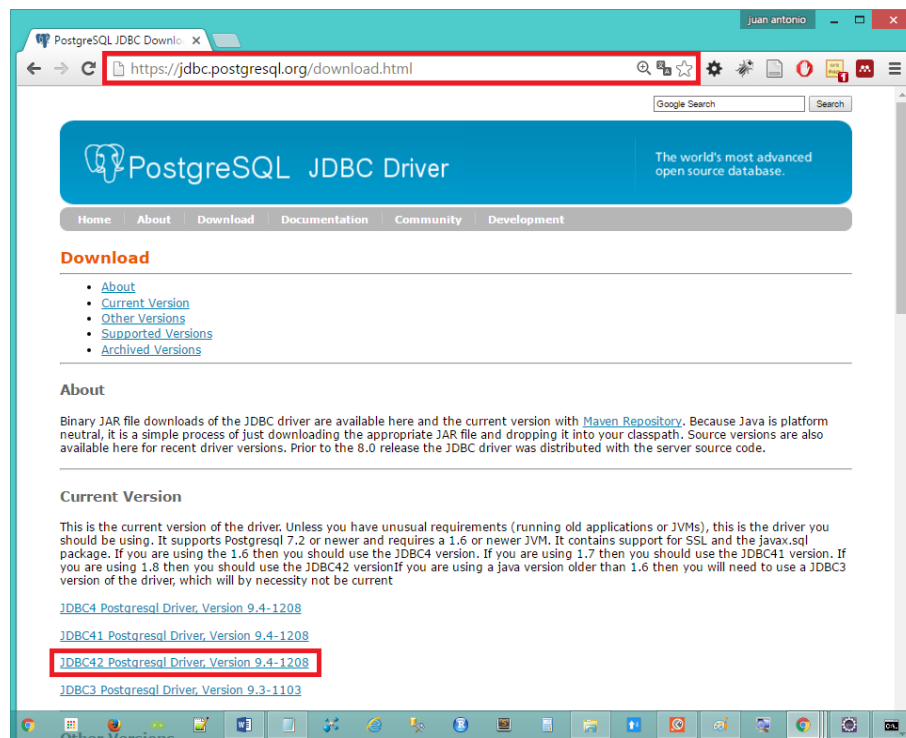 juan antonio
PostgreSQL JDBC Downlo
https://jdbc.postgresql.org/download.html
Google Search
Search
PostgreSQL JDBC Driver
The world's most advanced
open source database.
Home About Download Documentation Community Development
Download
About
Current Version
Other Versions
Supported Versions
Archived Versions
About
Binary JAR file downloads of the JDBC driver are available here and the current version with Maven Repository. Because Java is platform
neutral, it is a simple process of just downloading the appropriate JAR file and dropping it into your classpath. Source versions are also
available here for recent driver versions. Prior to the 8.0 release the JDBC driver was distributed with the server source code.
Current Version
This is the current version of the driver. Unless you have unusual requirements (running old applications or JVMs), this is the driver you
should be using. It supports Postgresql 7.2 or newer and requires a 1.6 or newer JVM. It contains support for SSL and the javax.sql
package. If you are using the 1.6 then you should use the JDBC4 version. If you are using 1.7 then you should use the JDBC41 version. If
you are using 1.8 then you should use the JDBC42 versionIf you are using a java version older than 1.6 then you will need to use a JDBC3
version of the driver, which will by necessity not be current
JDBC4 Postgresql Driver, Version 9.4-1208
JDBC41 Postgresql Driver, Version 9.4-1208
JDBC42 Postgresql Driver, Version 9.4-1208
JDBC3 Postgresql Driver, Version 9.3-1103
Other Versions